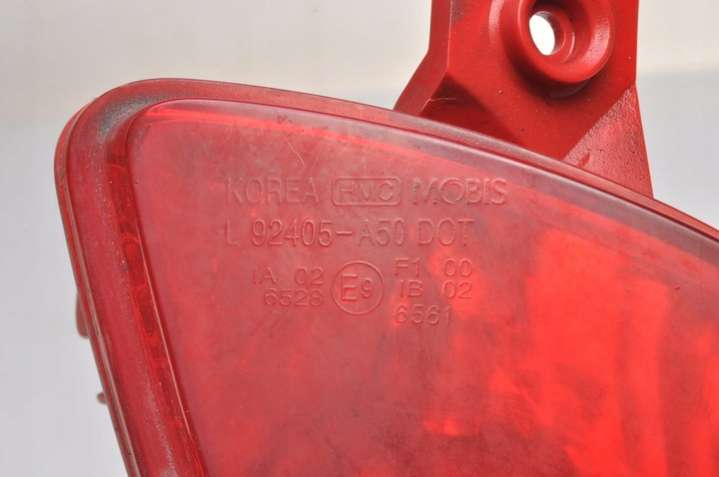 KOREA HMC MOBIS
L 92405-A50 DOT
IA 02 F1 00
6528 E9 IB 02
6561